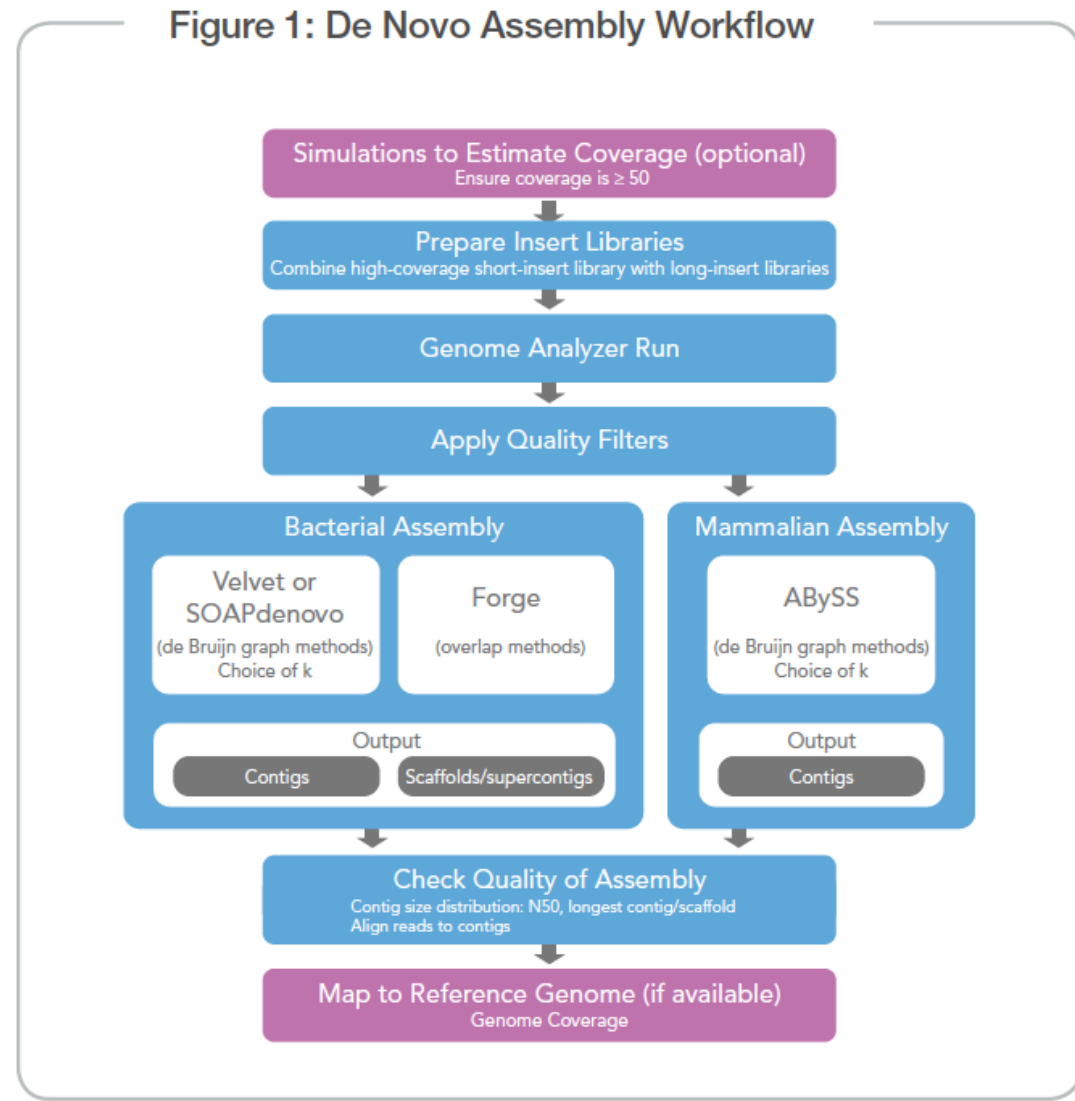 Figure 1: De Novo Assembly Workflow
Simulations to Estimate Coverage (optional)
Ensure coverage is ≥ 50
Prepare Insert Libraries
Combine high-coverage short-insert library with long-insert libraries
Genome Analyzer Run
Apply Quality Filters
Bacterial Assembly
Velvet or
SOAPdenovo
(de Bruijn graph methods)
Choice of k
Forge
(overlap methods)
Output
Contigs
Scaffolds/supercontigs
Mammalian Assembly
ABySS
(de Bruijn graph methods)
Choice of k
Output
Contigs
Check Quality of Assembly
Contig size distribution: N50, longest contig/scaffold
Align reads to contigs
Map to Reference Genome (if available)
Genome Coverage